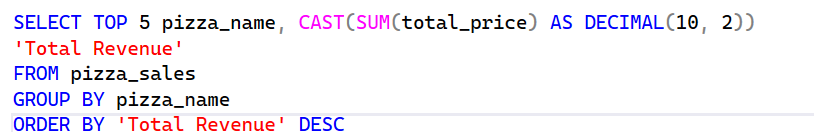 SELECT TOP 5 pizza_name, CAST(SUM(total_price) AS DECIMAL(10, 2))
'Total Revenue'
FROM pizza_sales
GROUP BY pizza_name
ORDER BY 'Total Revenue' DESC